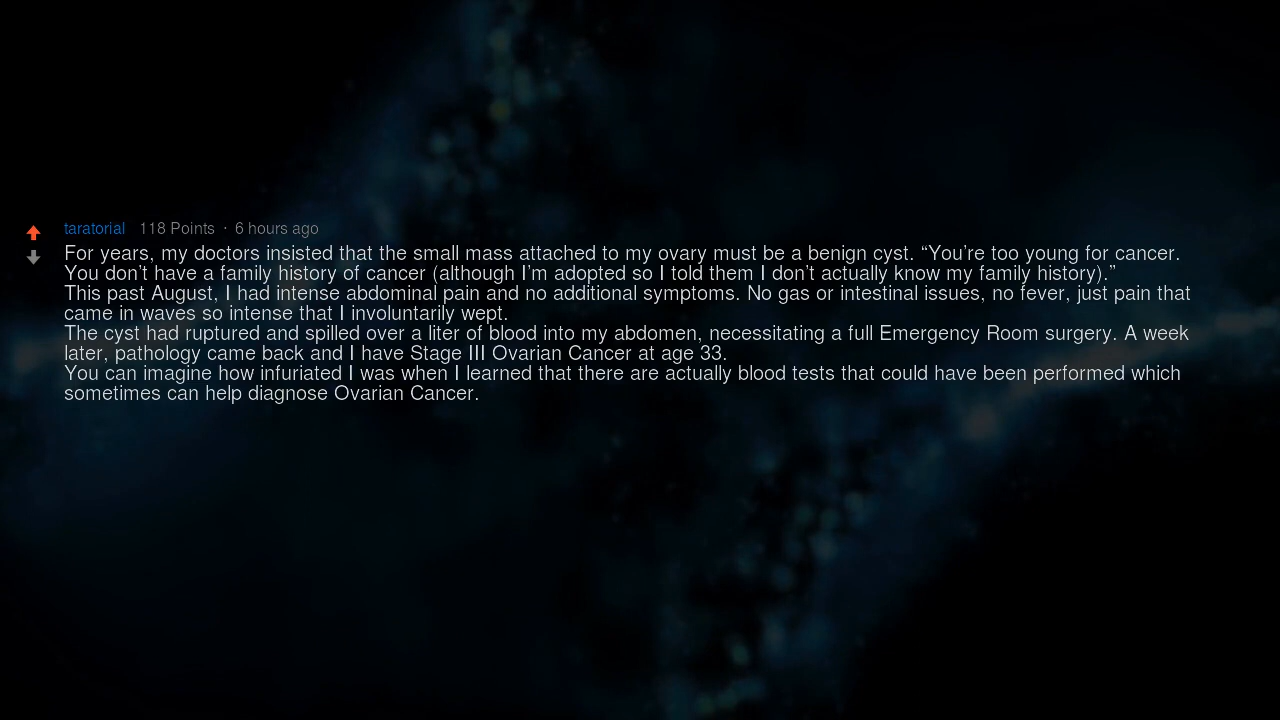 taratorial 118 Points · 6 hours ago
For years, my doctors insisted that the small mass attached to my ovary must be a benign cyst. “You’re too young for cancer.
You don’t have a family history of cancer (although I’m adopted so I told them I don’t actually know my family history).”
This past August, I had intense abdominal pain and no additional symptoms. No gas or intestinal issues, no fever, just pain that
came in waves so intense that I involuntarily wept.
The cyst had ruptured and spilled over a liter of blood into my abdomen, necessitating a full Emergency Room surgery. A week
later, pathology came back and I have Stage III Ovarian Cancer at age 33.
You can imagine how infuriated I was when I learned that there are actually blood tests that could have been performed which
sometimes can help diagnose Ovarian Cancer.